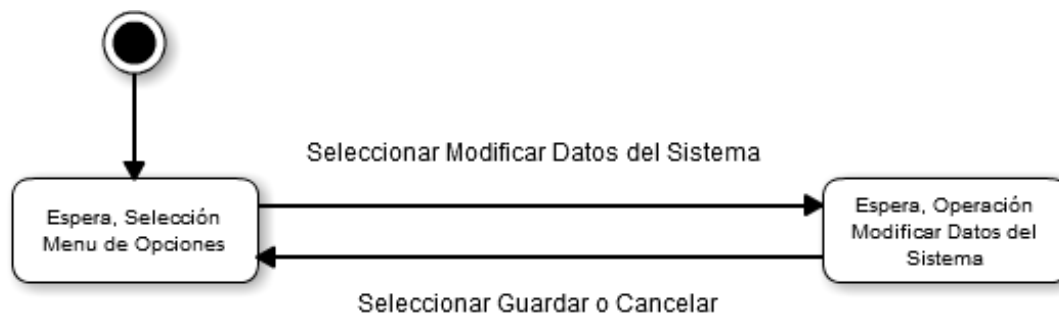 Seleccionar Modificar Datos del Sistema
Espera, Selección
Menu de Opciones
Espera, Operación
Modificar Datos del
Sistema
Seleccionar Guardar o Cancelar